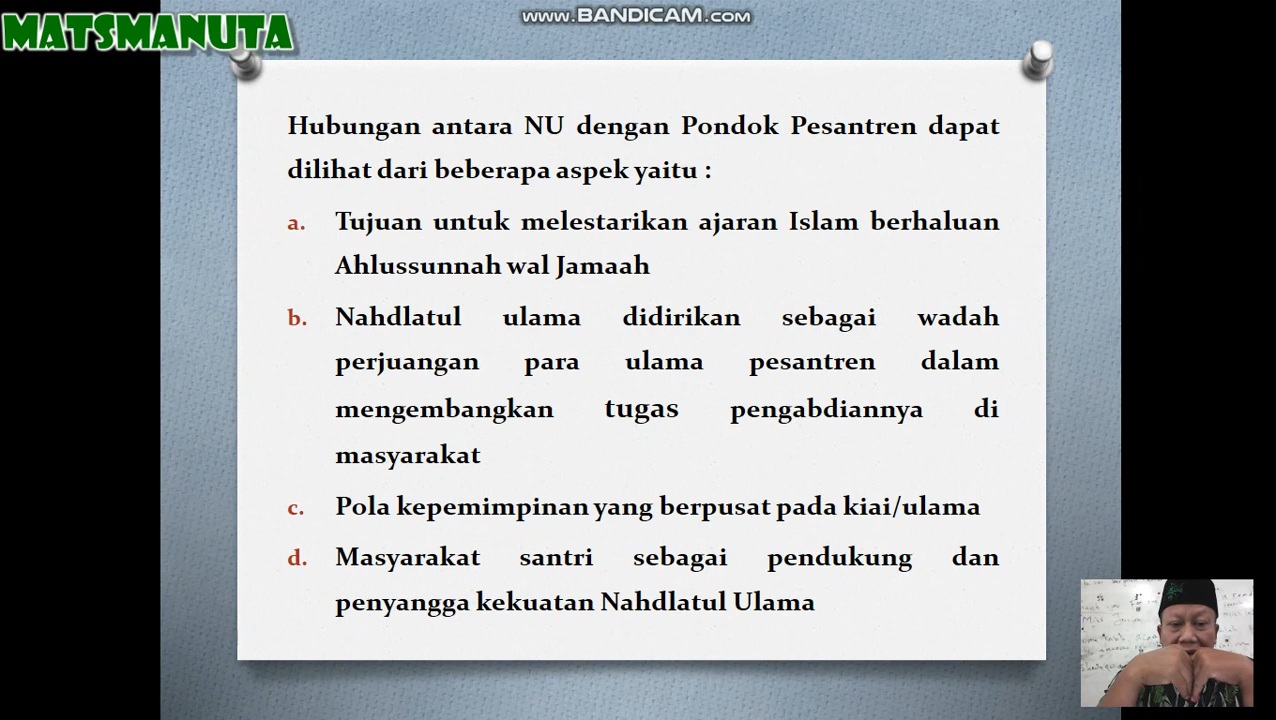 MATSMANUTA
www.BANDICAM.com
Hubungan antara NU dengan Pondok Pesantren dapat
dilihat dari beberapa aspek yaitu :
a. Tujuan untuk melestarikan ajaran Islam berhaluan
Ahlussunnah wal Jamaah
b. Nahdlatul ulama didirikan sebagai wadah
perjuangan para ulama pesantren dalam
mengembangkan tugas pengabdiannya di
masyarakat
c. Pola kepemimpinan yang berpusat pada kiai/ulama
d. Masyarakat santri sebagai pendukung dan
penyangga kekuatan Nahdlatul Ulama